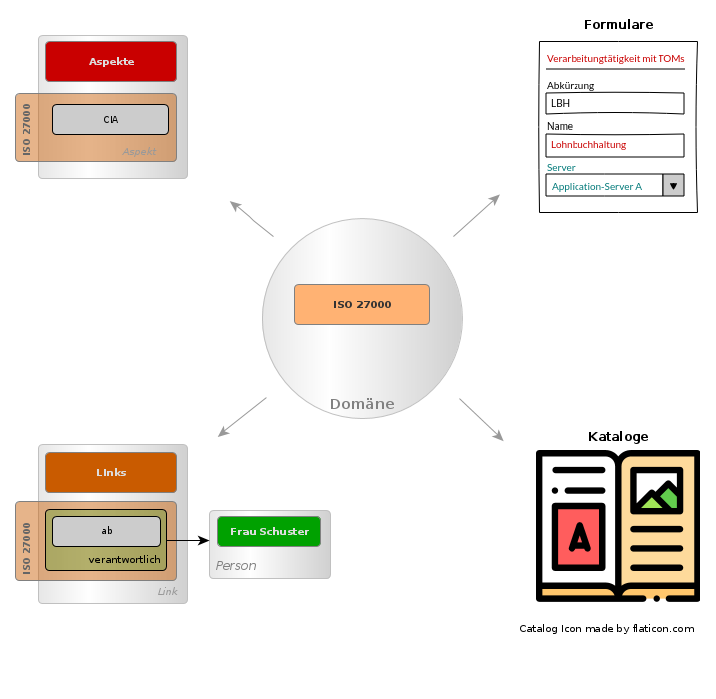 Formulare
Verarbeitungtätigkeit mit TOMs
Abkürzung
LBH
Name
Lohnbuchhaltung
Server
Application-Server A
Aspekte
ISO 27000
CIA
Aspekt
ISO 27000
Domäne
LInks
ISO 27000
ab
verantwortlich
Link
Frau Schuster
Person
Kataloge
A
Catalog Icon made by flaticon.com